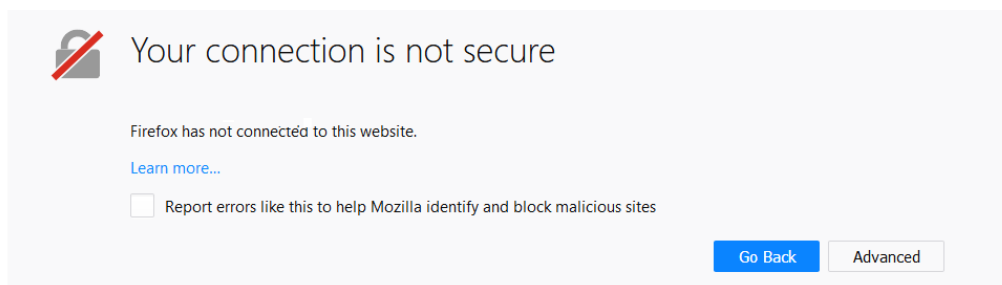 Your connection is not secure
Firefox has not connected to this website.
Learn more...
Report errors like this to help Mozilla identify and block malicious sites
Go Back
Advanced